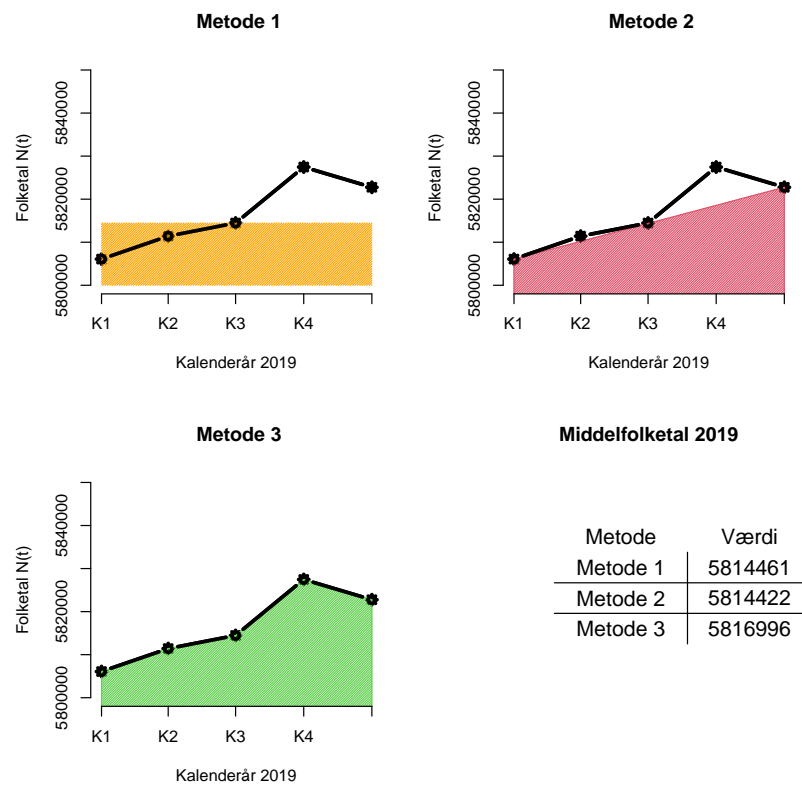 Metode 1
Folketal N(t)
5840000
5820000
5800000
K1 K2 K3 K4
Kalenderår 2019
Metode 2
Folketal N(t)
5840000
5820000
5800000
K1 K2 K3 K4
Kalenderår 2019
Metode 3
Folketal N(t)
5840000
5820000
5800000
K1 K2 K3 K4
Kalenderår 2019
Middelfolketal 2019
Metode Værdi
Metode 1 5814461
Metode 2 5814422
Metode 3 5816996